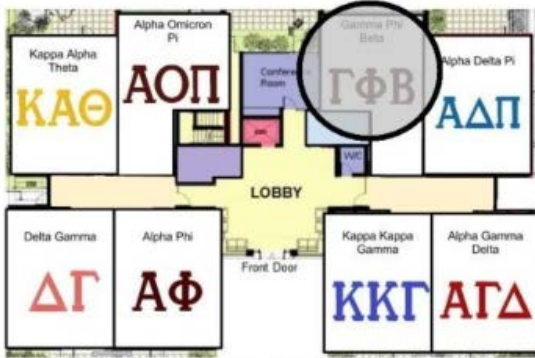 Alpha Omicron
Pi
ΑΟΠ
Gamma Phi
Beta
ΓΦΒ
Kappa Alpha
Theta
ΚΑΘ
Conference
Room
Alpha Delta Pi
ΑΔΠ
W/C
LOBBY
Delta Gamma
ΔΓ
Alpha Phi
ΑΦ
Front Door
Kappa Kappa
Gamma
ΚΚΓ
Alpha Gamma
Delta
ΑΓΔ